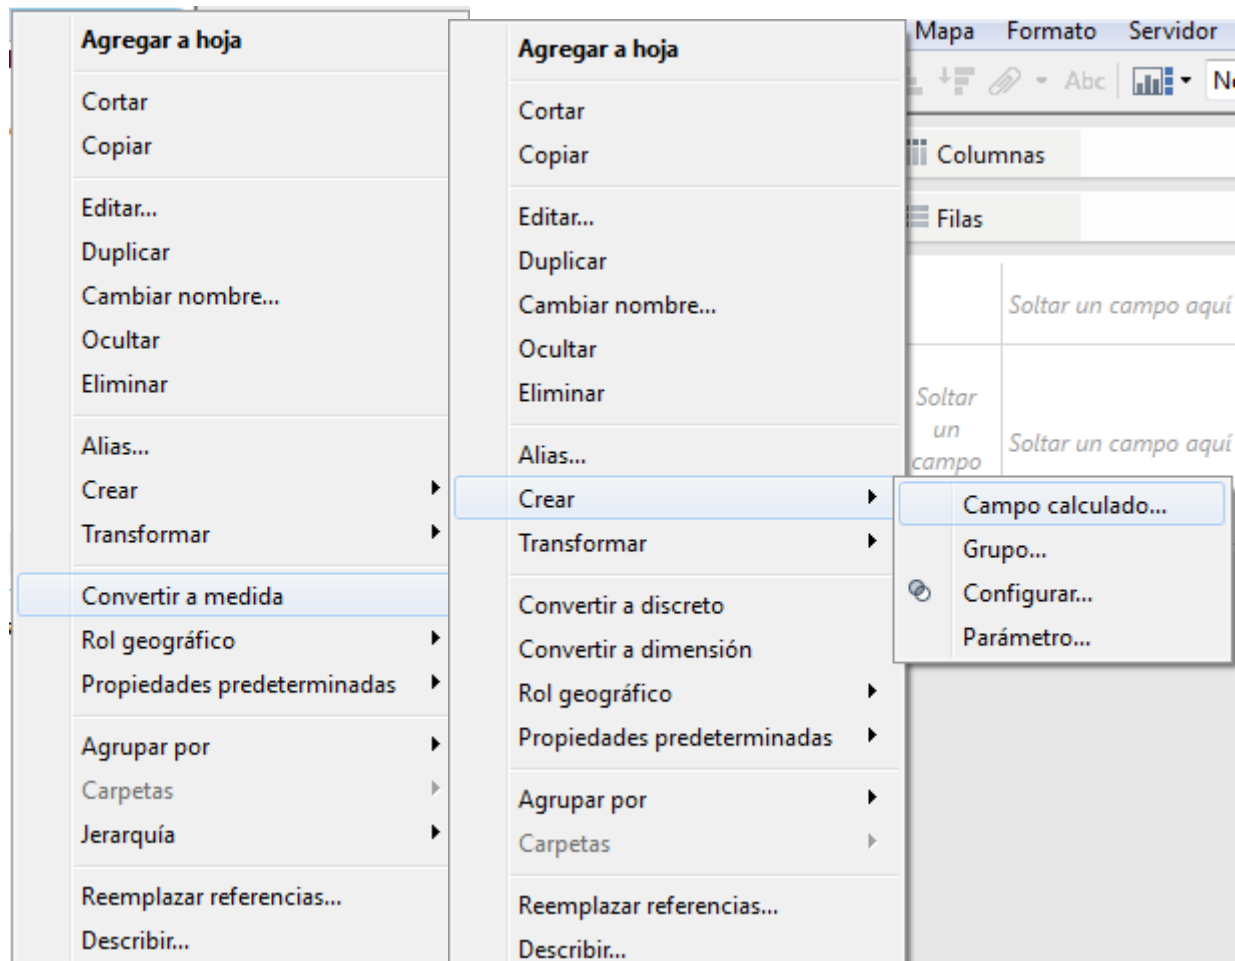 Agregar a hoja
Cortar
Copiar
Editar...
Duplicar
Cambiar nombre...
Ocultar
Eliminar
Alias...
Crear
Transformar
Convertir a medida
Rol geográfico
Propiedades predeterminadas
Agrupar por
Carpetas
Jerarquía
Reemplazar referencias...
Describir...
Agregar a hoja
Cortar
Copiar
Editar...
Duplicar
Cambiar nombre...
Ocultar
Eliminar
Alias...
Crear
Transformar
Convertir a discreto
Convertir a dimensión
Rol geográfico
Propiedades predeterminadas
Agrupar por
Carpetas
Reemplazar referencias...
Describir...
Mapa Formato Servidor
Abc
Columnas
Filas
Soltar un campo aquí
Soltar
un
campo
Soltar un campo aquí
Campo calculado...
Grupo...
Configurar...
Parámetro...